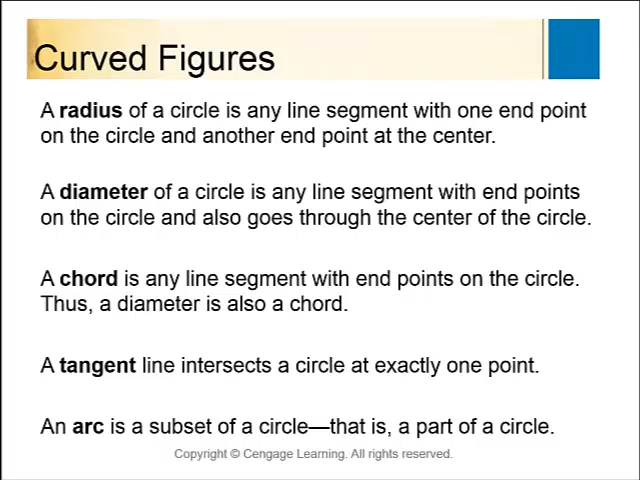 Curved Figures
A radius of a circle is any line segment with one end point
on the circle and another end point at the center.
A diameter of a circle is any line segment with end points
on the circle and also goes through the center of the circle.
A chord is any line segment with end points on the circle.
Thus, a diameter is also a chord.
A tangent line intersects a circle at exactly one point.
An arc is a subset of a circle—that is, a part of a circle.
Copyright © Cengage Learning. All rights reserved.